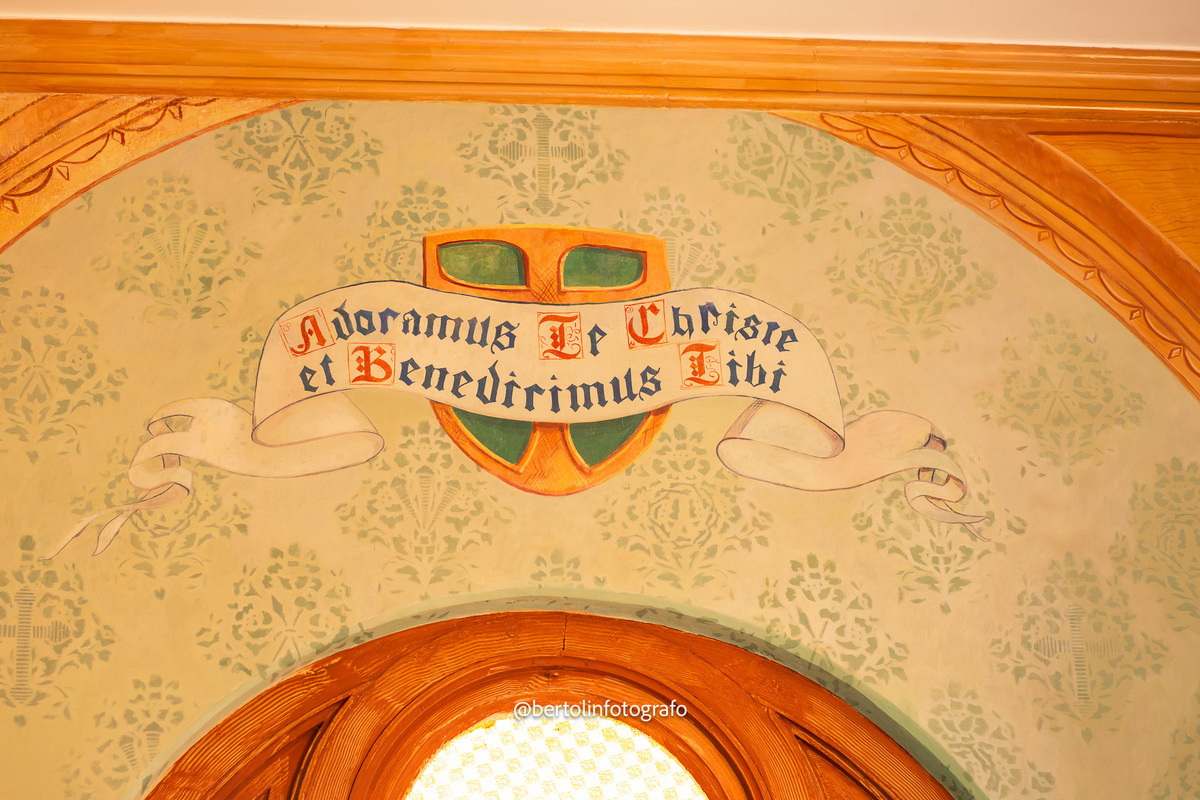 Adoramus Te Christe
et Benedicimus Tibi
@bertolinfotografo